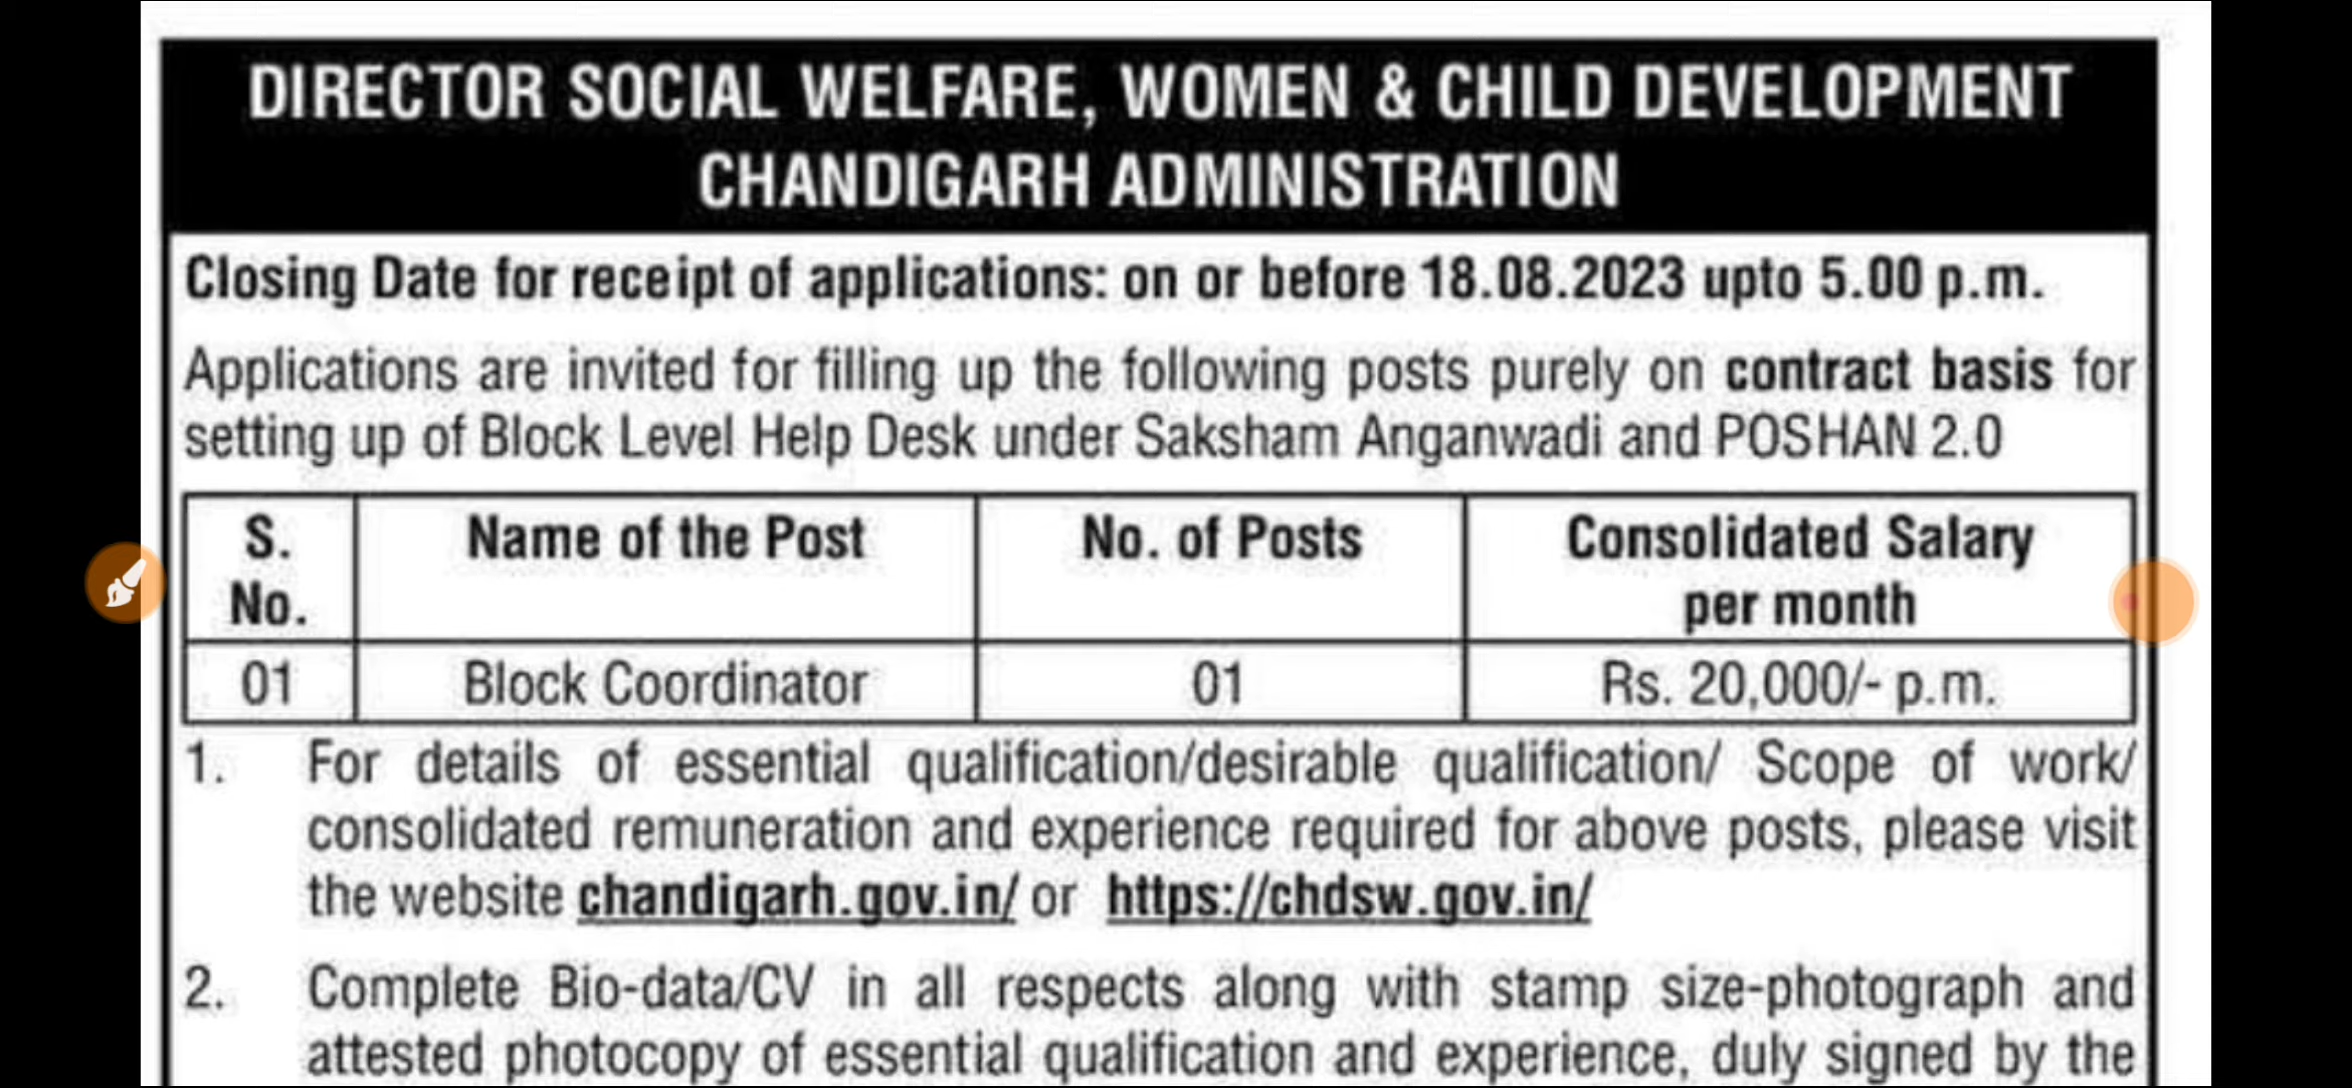 DIRECTOR SOCIAL WELFARE, WOMEN & CHILD DEVELOPMENT
CHANDIGARH ADMINISTRATION
Closing Date for receipt of applications: on or before 18.08.2023 upto 5.00 p.m.
Applications are invited for filling up the following posts purely on contract basis for
setting up of Block Level Help Desk under Saksham Anganwadi and POSHAN 2.0
S. No. Name of the Post No. of Posts Consolidated Salary per month
01 Block Coordinator 01 Rs. 20,000/- p.m.
1. For details of essential qualification/desirable qualification/ Scope of work/
consolidated remuneration and experience required for above posts, please visit
the website chandigarh.gov.in/ or https://chdsw.gov.in/
2. Complete Bio-data/CV in all respects along with stamp size-photograph and
attested photocopy of essential qualification and experience, duly signed by the